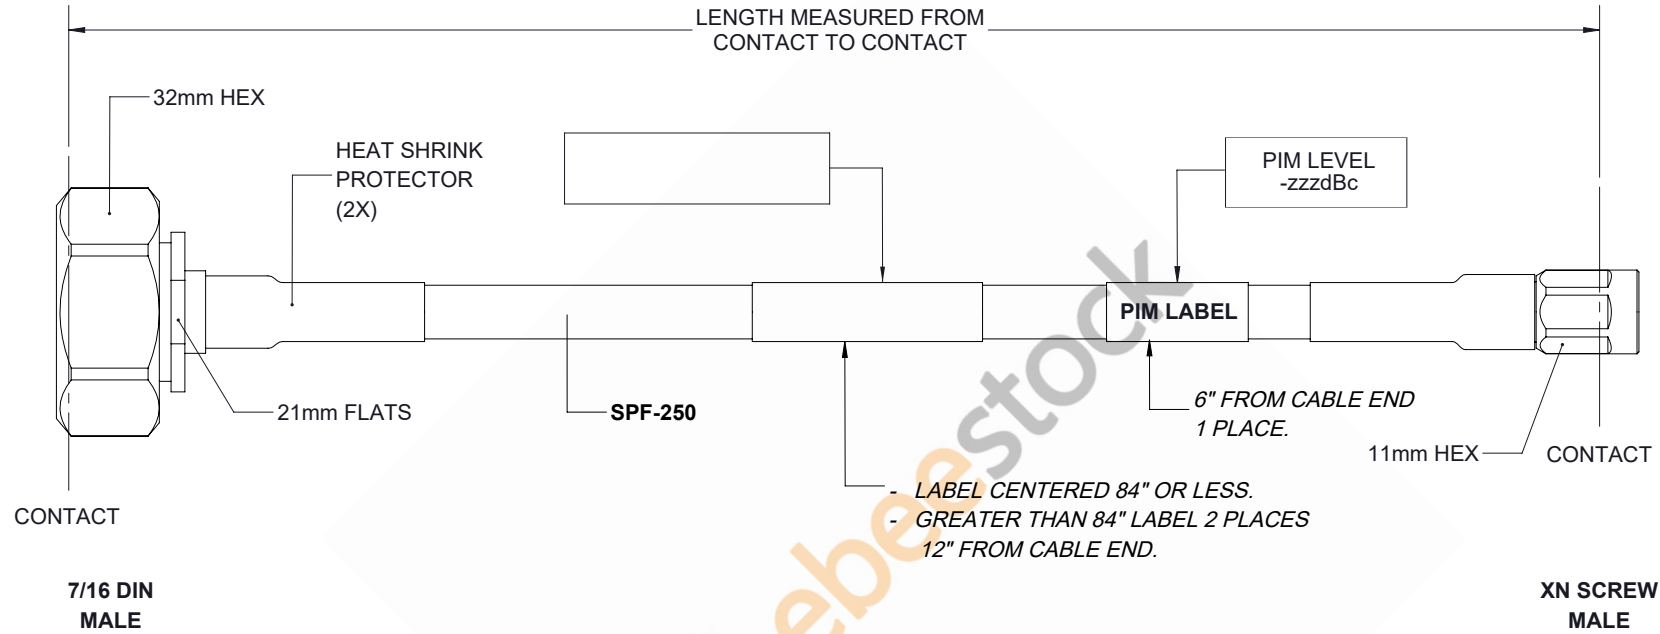 LENGTH MEASURED FROM
CONTACT TO CONTACT
32mm HEX
HEAT SHRINK
PROTECTOR
(2X)
PIM LEVEL
-zzzdBc
PIM LABEL
21mm FLATS
SPF-250
6" FROM CABLE END
1 PLACE.
11mm HEX
CONTACT
- LABEL CENTERED 84" OR LESS.
- GREATER THAN 84" LABEL 2 PLACES
12" FROM CABLE END.
CONTACT
7/16 DIN
MALE
XN SCREW
MALE
ebeestock